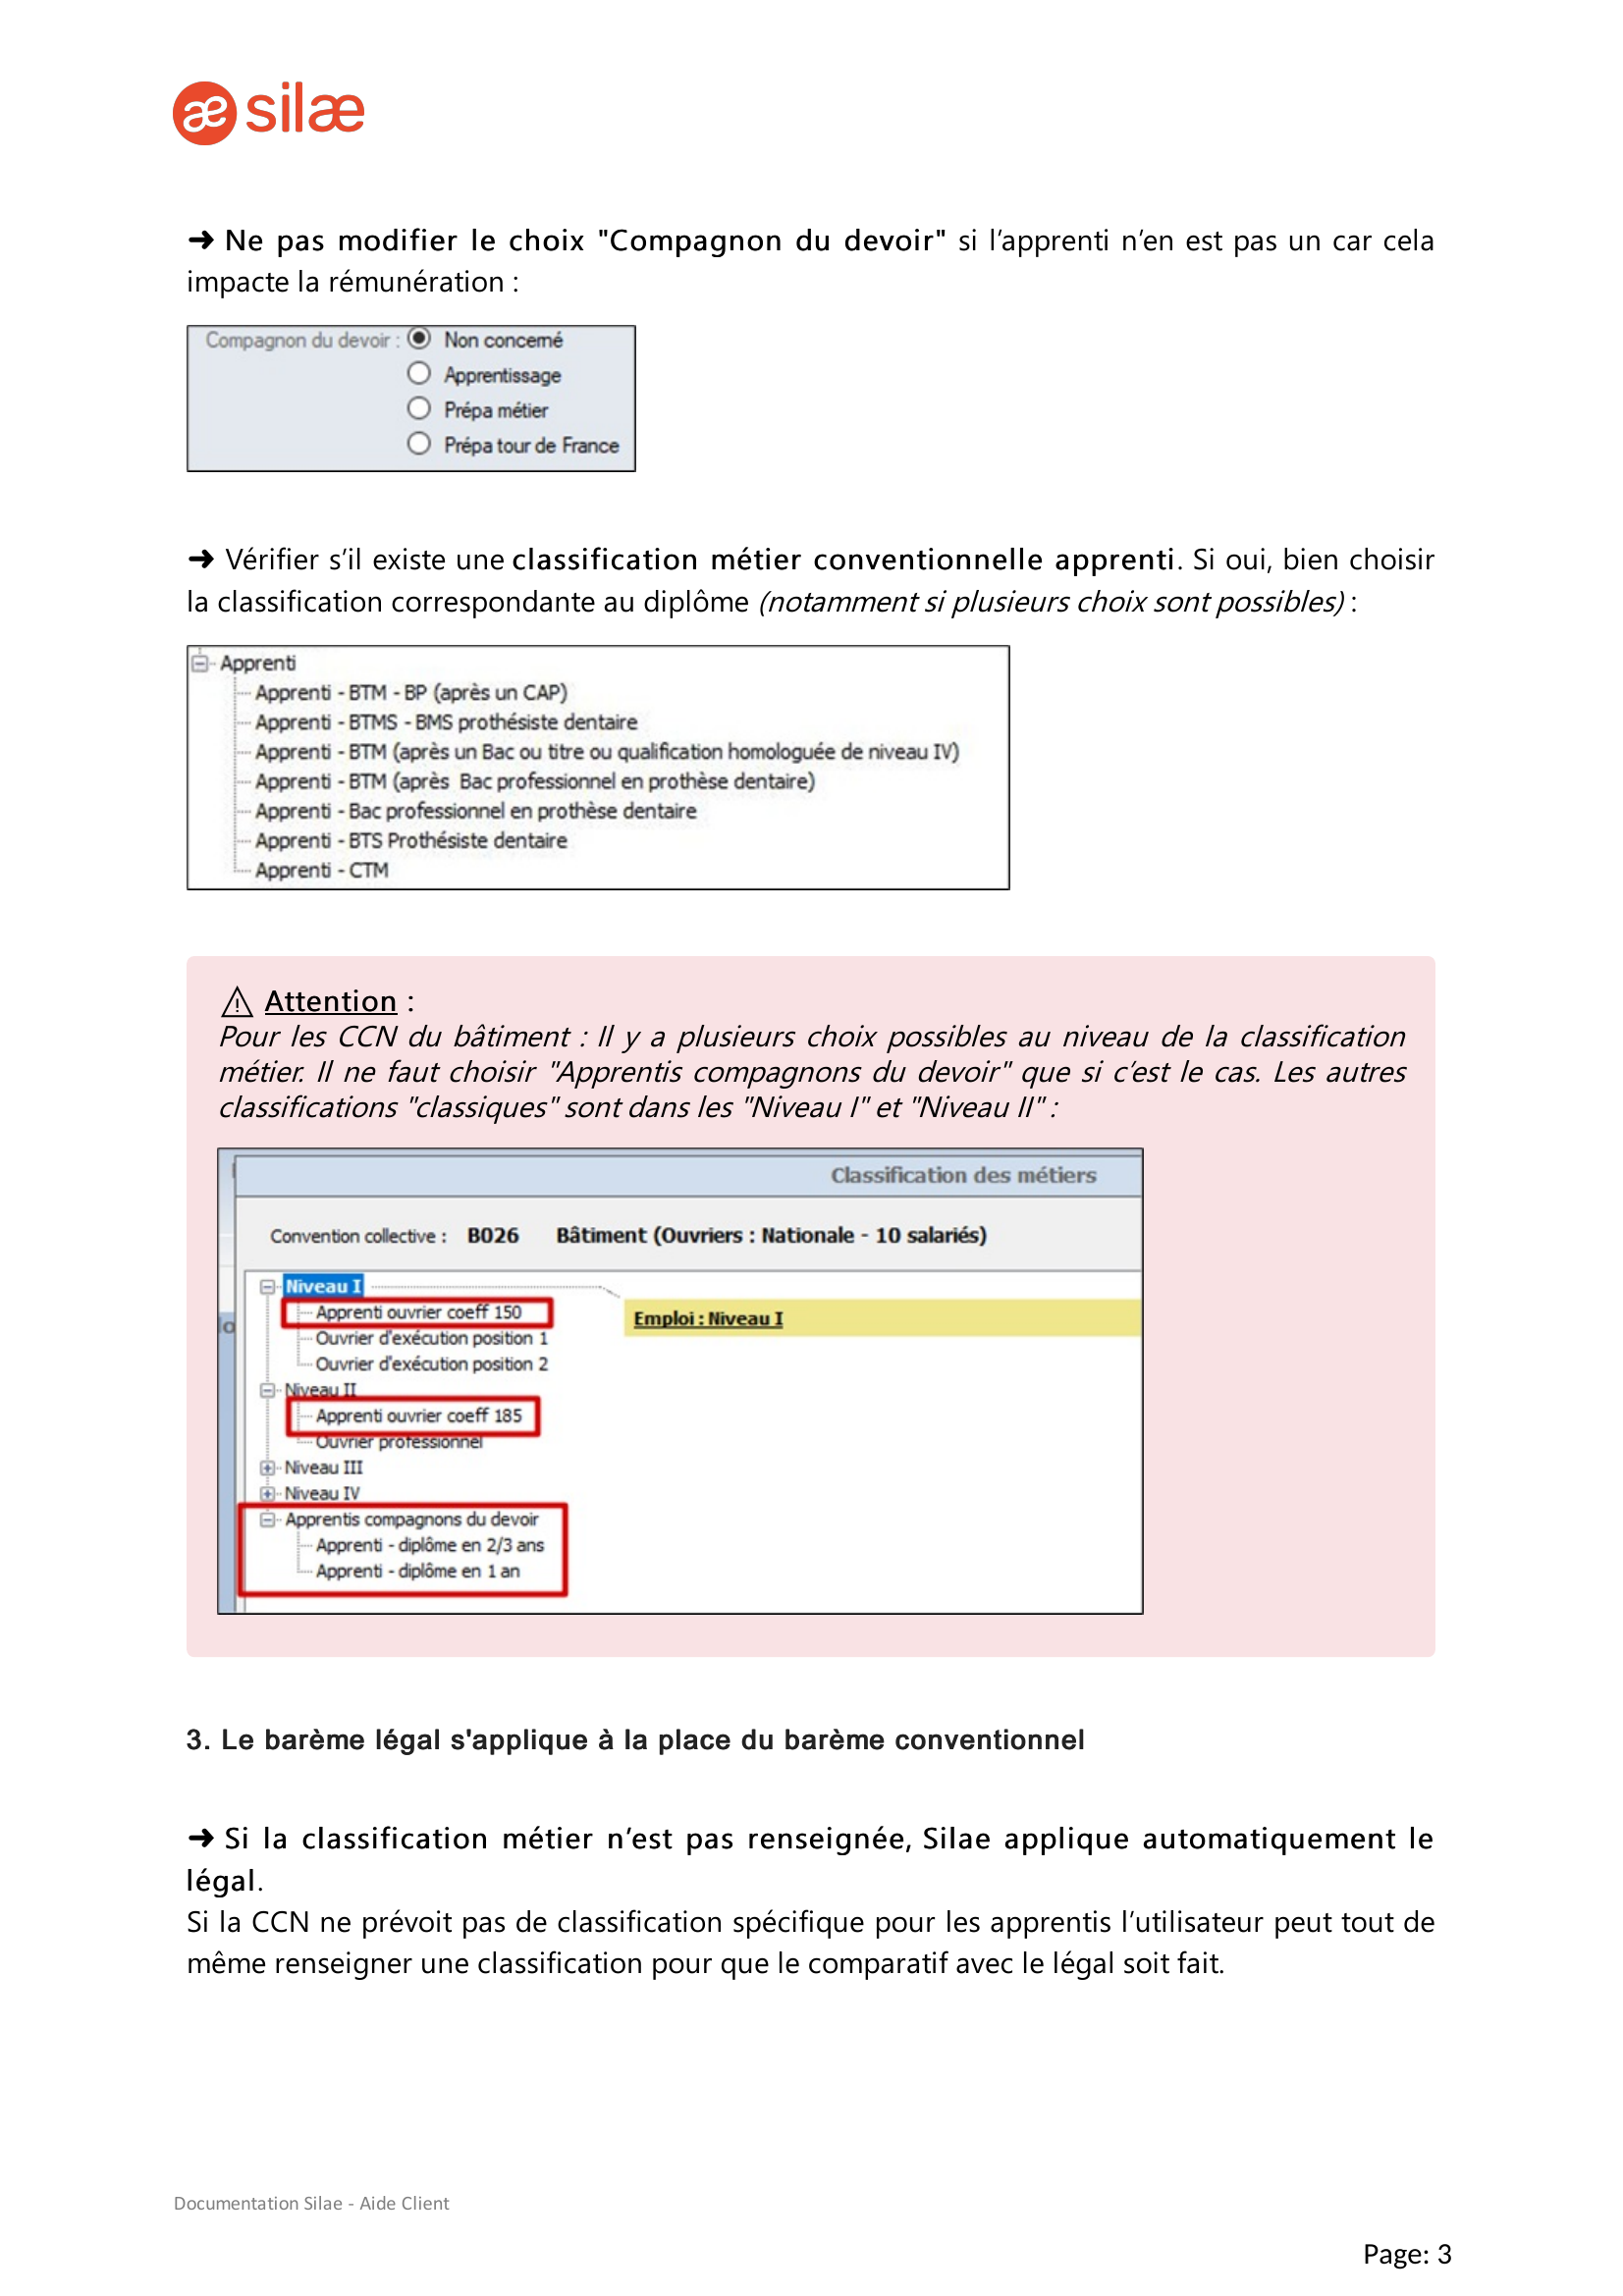 æ silæ
➜ Ne pas modifier le choix "Compagnon du devoir" si l’apprenti n’en est pas un car cela
impacte la rémunération :
Compagnon du devoir : Non concerné
Apprentissage
Prépa métier
Prépa tour de France
➜ Vérifier s’il existe une classification métier conventionnelle apprenti. Si oui, bien choisir
la classification correspondante au diplôme (notamment si plusieurs choix sont possibles) :
Apprenti
Apprenti - BTM - BP (après un CAP)
Apprenti - BTMS - BMS prothésiste dentaire
Apprenti - BTM (après un Bac ou titre ou qualification homologuée de niveau IV)
Apprenti - BTM (après Bac professionnel en prothèse dentaire)
Apprenti - Bac professionnel en prothèse dentaire
Apprenti - BTS Prothésiste dentaire
Apprenti - CTM
⚠ Attention :
Pour les CCN du bâtiment : Il y a plusieurs choix possibles au niveau de la classification
métier. Il ne faut choisir "Apprentis compagnons du devoir" que si c’est le cas. Les autres
classifications "classiques" sont dans les "Niveau I" et "Niveau II" :
Classification des métiers
Convention collective : B026 Bâtiment (Ouvriers : Nationale - 10 salariés)
Niveau I
Apprenti ouvrier coeff 150
Emploi : Niveau I
Ouvrier d'exécution position 1
Ouvrier d'exécution position 2
Niveau II
Apprenti ouvrier coeff 185
Ouvrier professionnel
Niveau III
Niveau IV
Apprentis compagnons du devoir
Apprenti - diplôme en 2/3 ans
Apprenti - diplôme en 1 an
3. Le barème légal s'applique à la place du barème conventionnel
➜ Si la classification métier n’est pas renseignée, Silae applique automatiquement le
légal.
Si la CCN ne prévoit pas de classification spécifique pour les apprentis l’utilisateur peut tout de
même renseigner une classification pour que le comparatif avec le légal soit fait.
Documentation Silae - Aide Client
Page: 3